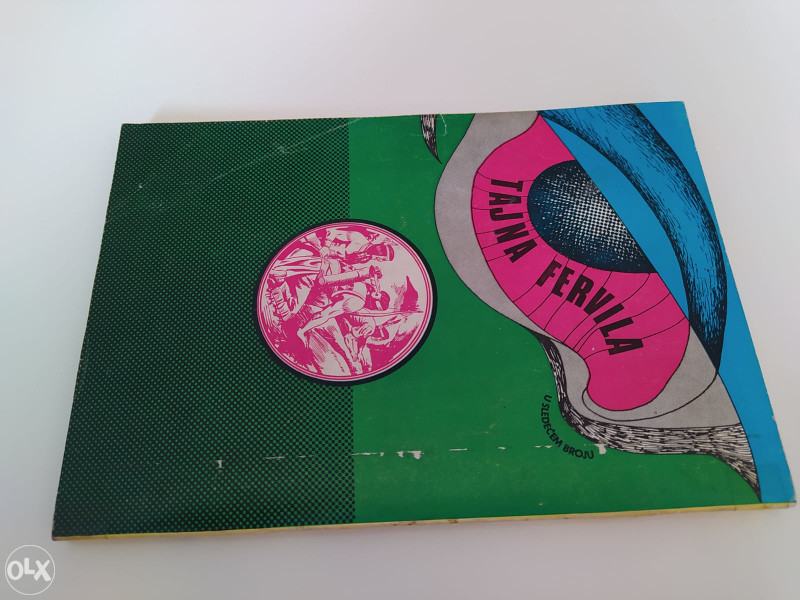 TAJNA FERVILA
U SLEDEĆEM BROJU
OLX